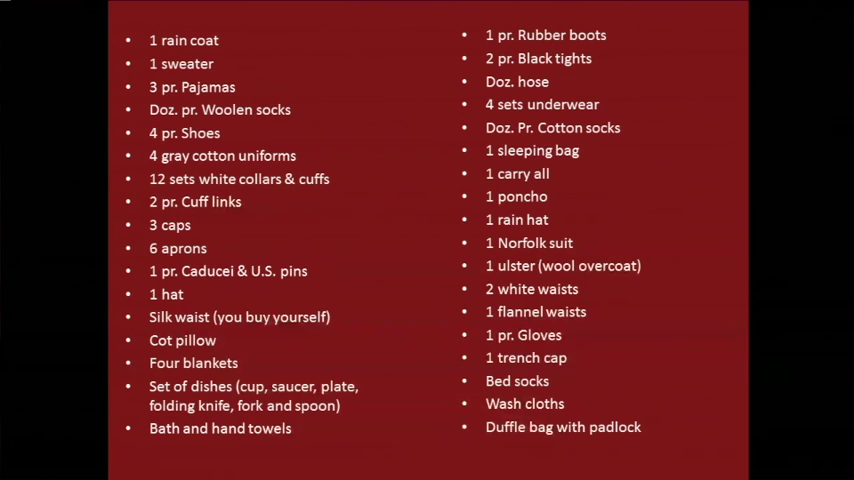 • 1 rain coat
• 1 sweater
• 3 pr. Pajamas
• Doz. pr. Woolen socks
• 4 pr. Shoes
• 4 gray cotton uniforms
• 12 sets white collars & cuffs
• 2 pr. Cuff links
• 3 caps
• 6 aprons
• 1 pr. Caducei & U.S. pins
• 1 hat
• Silk waist (you buy yourself)
• Cot pillow
• Four blankets
• Set of dishes (cup, saucer, plate,
folding knife, fork and spoon)
• Bath and hand towels
• 1 pr. Rubber boots
• 2 pr. Black tights
• Doz. hose
• 4 sets underwear
• Doz. Pr. Cotton socks
• 1 sleeping bag
• 1 carry all
• 1 poncho
• 1 rain hat
• 1 Norfolk suit
• 1 ulster (wool overcoat)
• 2 white waists
• 1 flannel waists
• 1 pr. Gloves
• 1 trench cap
• Bed socks
• Wash cloths
• Duffle bag with padlock